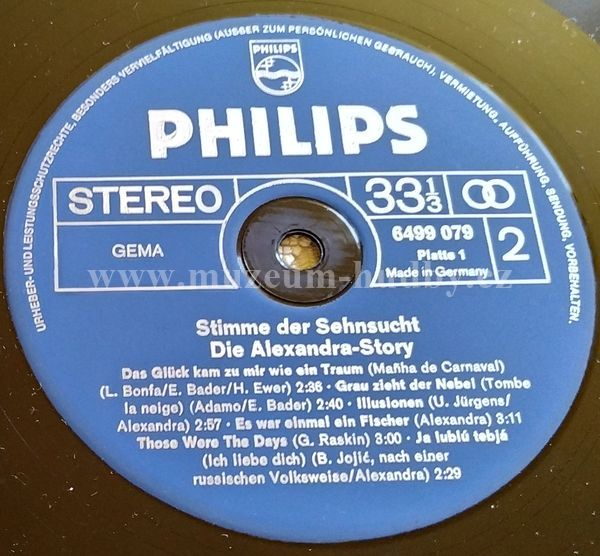 URHEBER- UND LEISTUNGSSCHUTZRECHTE, BESONDERS VERVIELFÄLTIGUNG (AUSSER ZUM PERSÖNLICHEN GEBRAUCH), VERMIETUNG, AUFFÜHRUNG, SENDUNG, VORBEHALTEN.
PHILIPS
PHILIPS
STEREO
33 1/3
GEMA
6499 079
Platte 1
Made in Germany
2
www.muzeum-hudby.cz
Stimme der Sehnsucht
Die Alexandra-Story
Das Glück kam zu mir wie ein Traum (Mañha de Carnaval)
(L. Bonfa/E. Bader/H. Ewer) 2:36 · Grau zieht der Nebel (Tombe
la neige) (Adamo/E. Bader) 2:40 · Illusionen (U. Jürgens/
Alexandra) 2:57 · Es war einmal ein Fischer (Alexandra) 3:11
Those Were The Days (G. Raskin) 3:00 · Ja lublú tebjá
(Ich liebe dich) (B. Jojić, nach einer
russischen Volksweise/Alexandra) 2:29